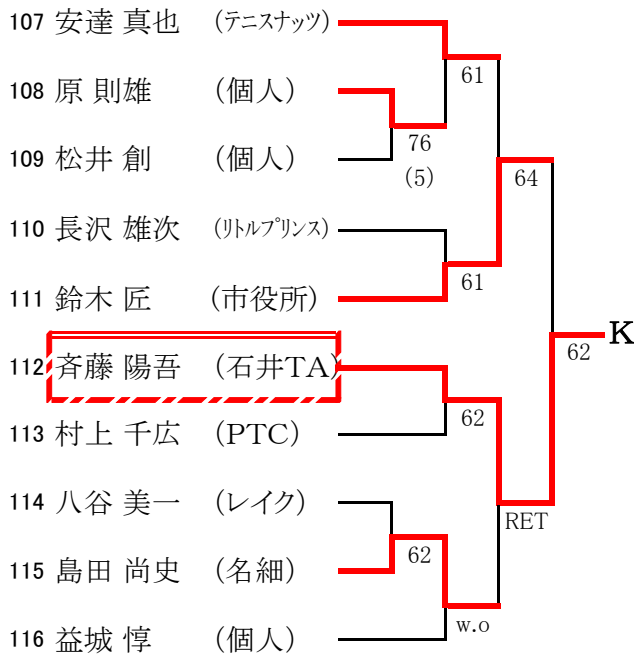 107 安達 真也 (テニスナッツ)
61
108 原 則雄 (個人)
76
(5)
109 松井 創 (個人)
64
110 長沢 雄次 (リトルプリンス)
61
111 鈴木 匠 (市役所)
62 K
112 斉藤 陽吾 (石井TA)
62
113 村上 千広 (PTC)
114 八谷 美一 (レイク)
RET
62
115 島田 尚史 (名細)
w.o
116 益城 惇 (個人)